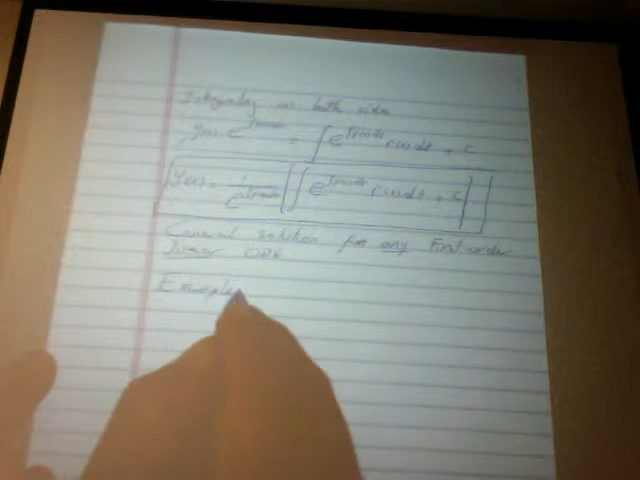 Integrating on both sides
y(x) e^∫p(x)dx = ∫ e^∫p(x)dx r(x) dx + c
y(x) = 1/e^∫p(x)dx [∫ e^∫p(x)dx r(x) dx + c]
General solution for any First order
linear ODE
Example